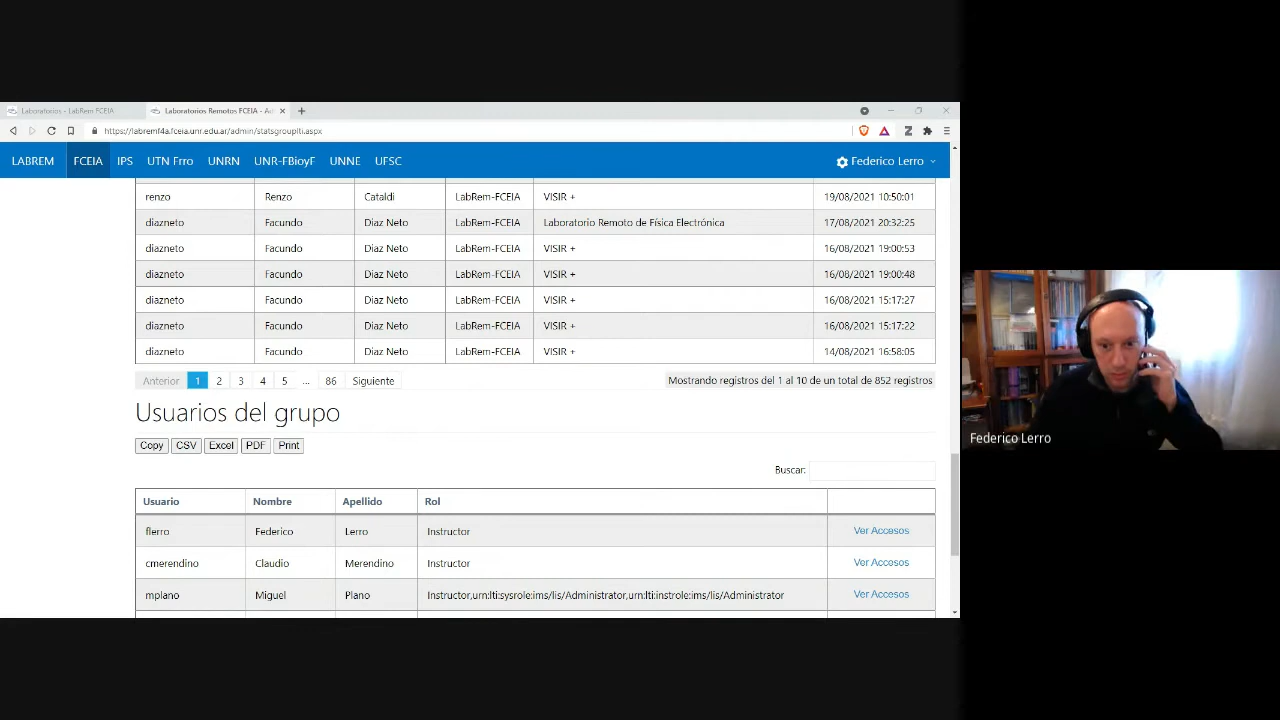 Laboratorios - LabRem FCEIA
Laboratorios Remotos FCEIA - Ad
https://labremf4a.fceia.unr.edu.ar/admin/statsgrouplti.aspx
LABREM FCEIA IPS UTN Frro UNRN UNR-FBioyF UNNE UFSC Federico Lerro
renzo Renzo Cataldi LabRem-FCEIA VISIR + 19/08/2021 10:50:01
diazneto Facundo Diaz Neto LabRem-FCEIA Laboratorio Remoto de Física Electrónica 17/08/2021 20:32:25
diazneto Facundo Diaz Neto LabRem-FCEIA VISIR + 16/08/2021 19:00:53
diazneto Facundo Diaz Neto LabRem-FCEIA VISIR + 16/08/2021 19:00:48
diazneto Facundo Diaz Neto LabRem-FCEIA VISIR + 16/08/2021 15:17:27
diazneto Facundo Diaz Neto LabRem-FCEIA VISIR + 16/08/2021 15:17:22
diazneto Facundo Diaz Neto LabRem-FCEIA VISIR + 14/08/2021 16:58:05
Anterior 1 2 3 4 5 ... 86 Siguiente Mostrando registros del 1 al 10 de un total de 852 registros
Usuarios del grupo
Copy CSV Excel PDF Print
Buscar:
Usuario Nombre Apellido Rol
flerro Federico Lerro Instructor Ver Accesos
cmerendino Claudio Merendino Instructor Ver Accesos
mplano Miguel Plano Instructor,urn:lti:sysrole:ims/lis/Administrator,urn:lti:instrole:ims/lis/Administrator Ver Accesos
Federico Lerro